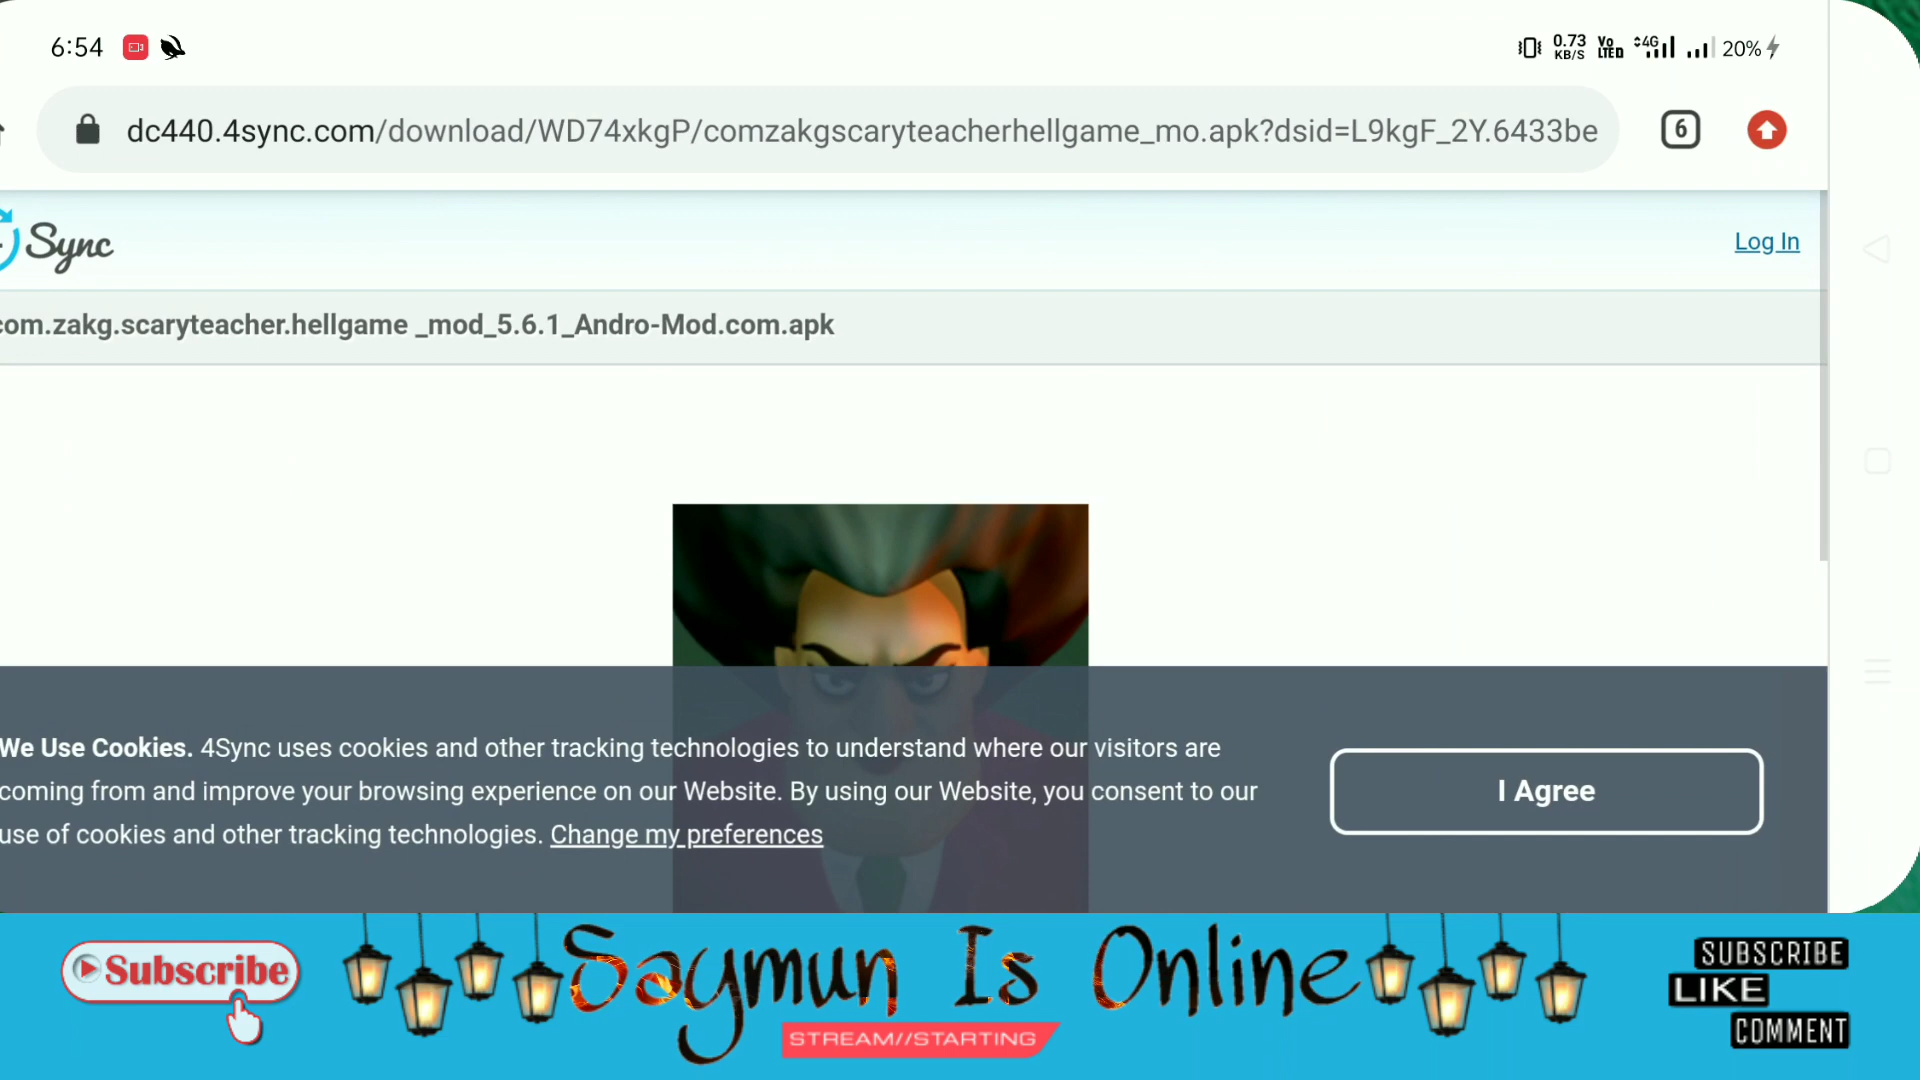 6:54
0.73 KB/S Vo LTED 4G 20%
dc440.4sync.com/download/WD74xkgP/comzakgscaryteacherhellgame_mo.apk?dsid=L9kgF_2Y.6433be
6
Sync
Log In
com.zakg.scaryteacher.hellgame _mod_5.6.1_Andro-Mod.com.apk
We Use Cookies. 4Sync uses cookies and other tracking technologies to understand where our visitors are
coming from and improve your browsing experience on our Website. By using our Website, you consent to our
use of cookies and other tracking technologies. Change my preferences
I Agree
Subscribe
Saymun Is Online
STREAM//STARTING
SUBSCRIBE
LIKE
COMMENT